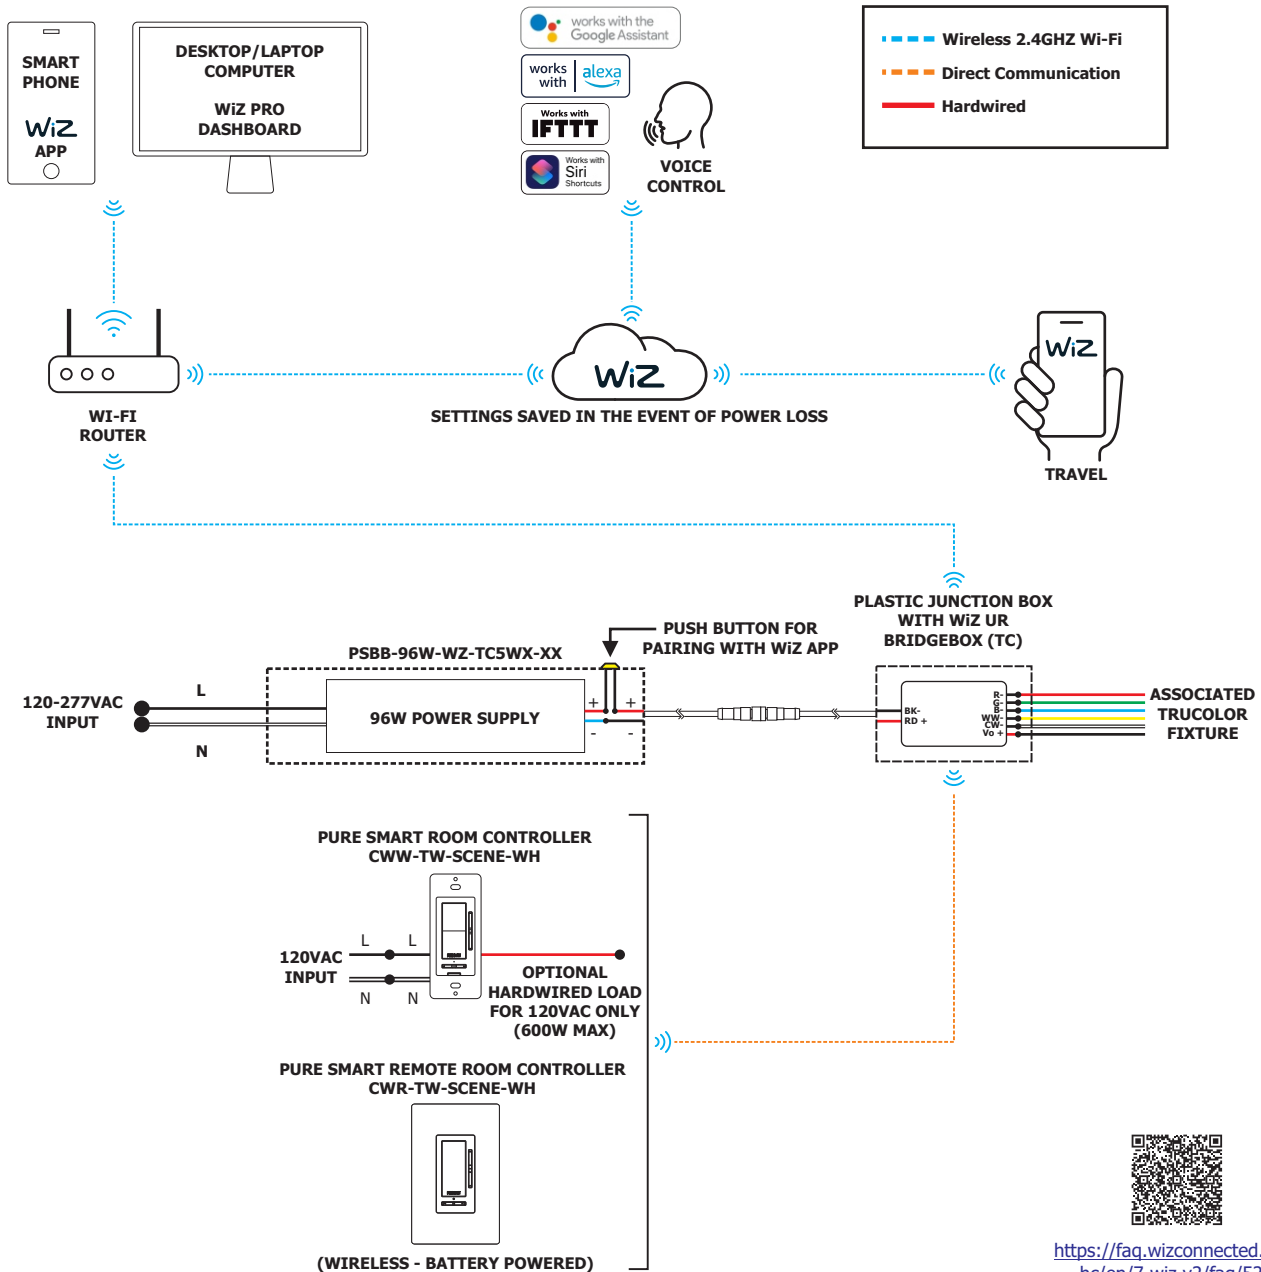 SMART
PHONE
WiZ
APP
DESKTOP/LAPTOP
COMPUTER
WiZ PRO
DASHBOARD
works with the
Google Assistant
works
with
alexa
Works with
IFTTT
Works with
Siri
Shortcuts
VOICE
CONTROL
Wireless 2.4GHZ Wi-Fi
Direct Communication
Hardwired
WI-FI
ROUTER
WiZ
SETTINGS SAVED IN THE EVENT OF POWER LOSS
WiZ
TRAVEL
PLASTIC JUNCTION BOX
WITH WiZ UR
BRIDGEBOX (TC)
PUSH BUTTON FOR
PAIRING WITH WiZ APP
PSBB-96W-WZ-TC5WX-XX
120-277VAC
INPUT
L
N
96W POWER SUPPLY
+ +
- -
BK-
RD +
R-
G-
B-
WW-
CW-
Vo +
ASSOCIATED
TRUCOLOR
FIXTURE
PURE SMART ROOM CONTROLLER
CWW-TW-SCENE-WH
120VAC
INPUT
L L
N N
OPTIONAL
HARDWIRED LOAD
FOR 120VAC ONLY
(600W MAX)
PURE SMART REMOTE ROOM CONTROLLER
CWR-TW-SCENE-WH
(WIRELESS - BATTERY POWERED)
https://faq.wizconnected.